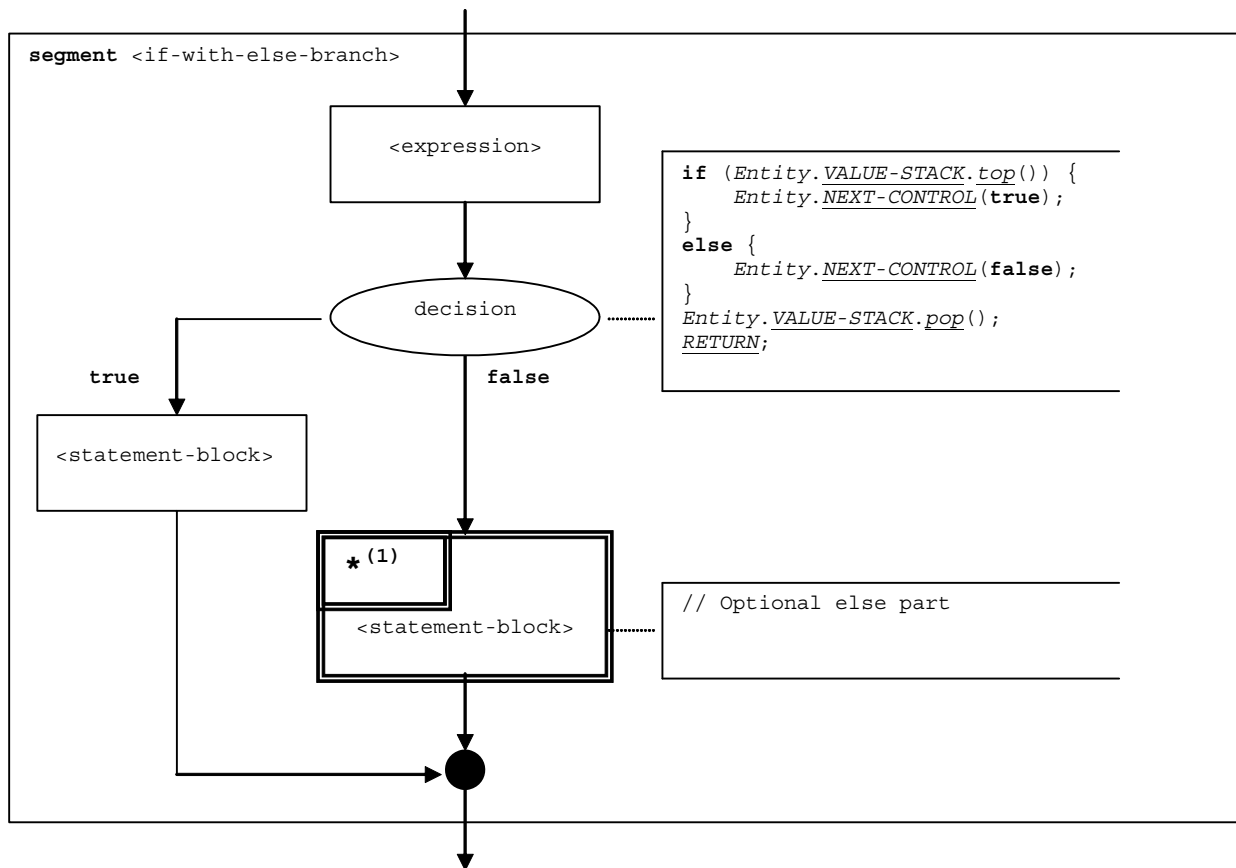 segment <if-with-else-branch>
<expression>
if (Entity.VALUE-STACK.top()) {
Entity.NEXT-CONTROL(true);
}
else {
Entity.NEXT-CONTROL(false);
}
Entity.VALUE-STACK.pop();
RETURN;
decision
true
false
<statement-block>
*(1)
<statement-block>
// Optional else part